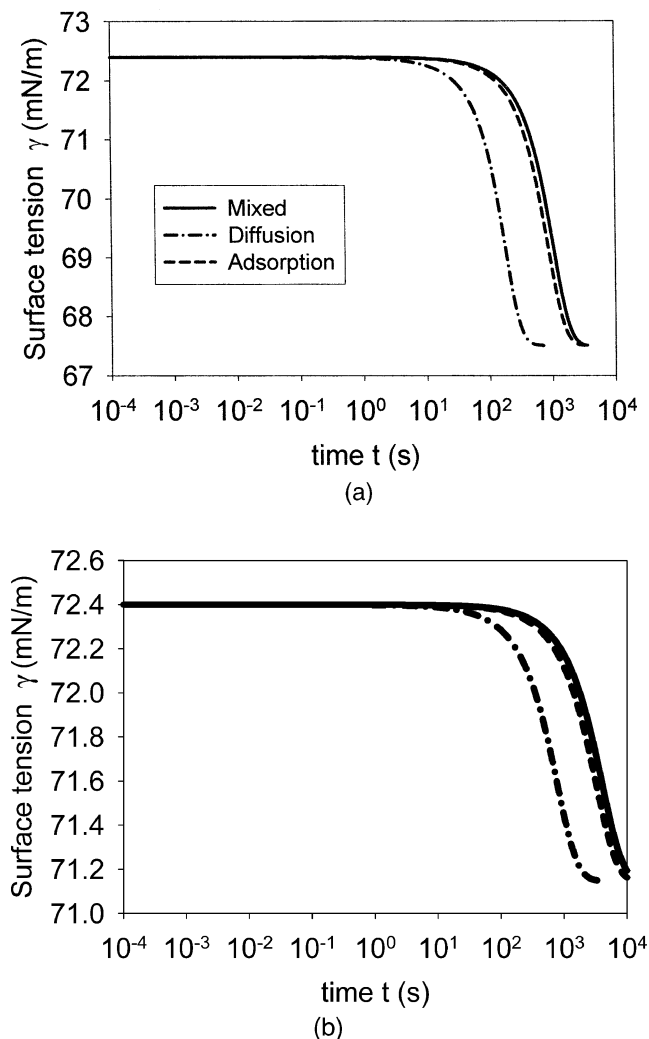 73
72
71
70
69
68
67
Surface tension γ (mN/m)
Mixed
Diffusion
Adsorption
10⁻⁴ 10⁻³ 10⁻² 10⁻¹ 10⁰ 10¹ 10² 10³ 10⁴
time t (s)
(a)
72.6
72.4
72.2
72.0
71.8
71.6
71.4
71.2
71.0
Surface tension γ (mN/m)
10⁻⁴ 10⁻³ 10⁻² 10⁻¹ 10⁰ 10¹ 10² 10³ 10⁴
time t (s)
(b)